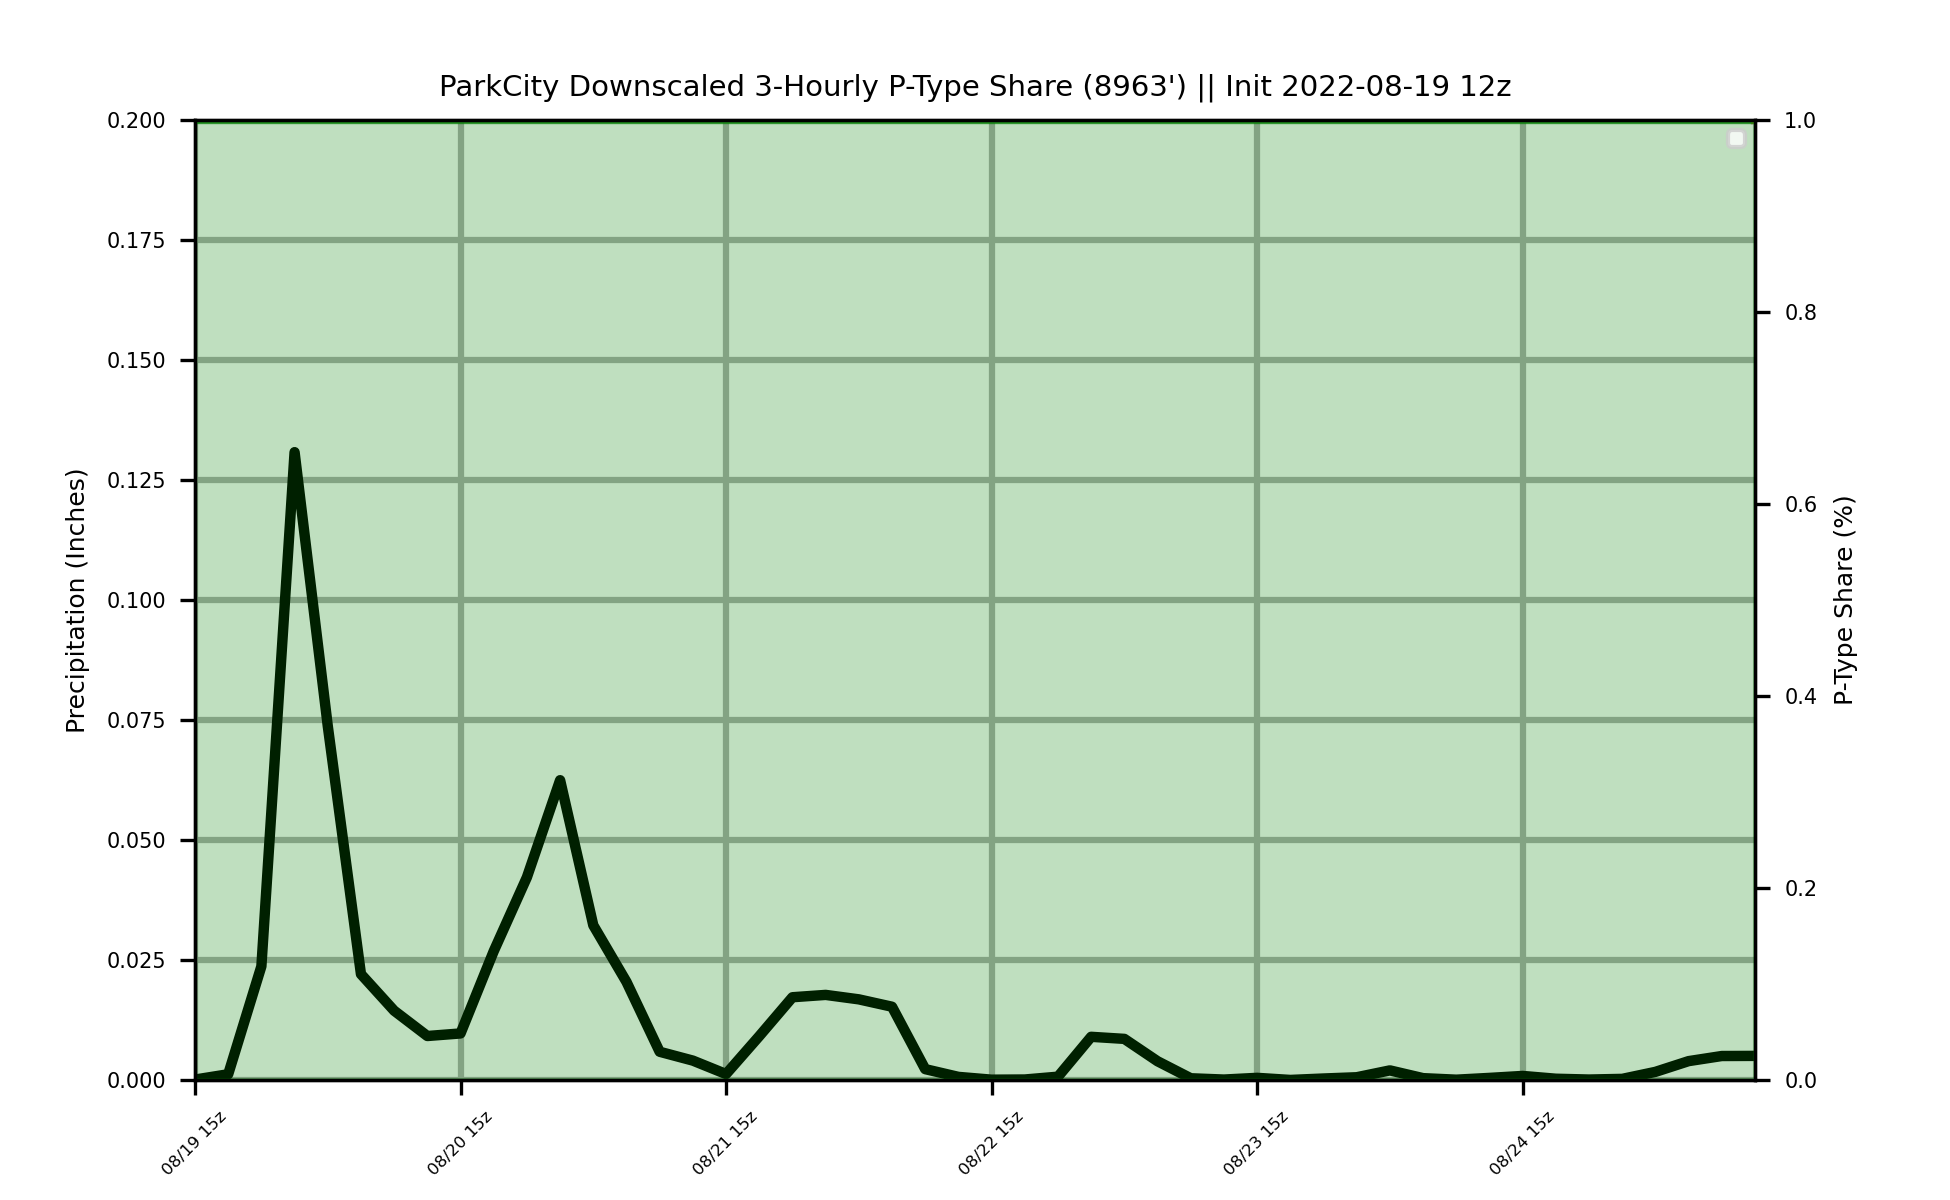 ParkCity Downscaled 3-Hourly P-Type Share (8963') || Init 2022-08-19 12z
0.200
0.175
0.150
0.125
0.100
0.075
0.050
0.025
0.000
Precipitation (Inches)
1.0
0.8
0.6
0.4
0.2
0.0
P-Type Share (%)
08/19 15z
08/20 15z
08/21 15z
08/22 15z
08/23 15z
08/24 15z